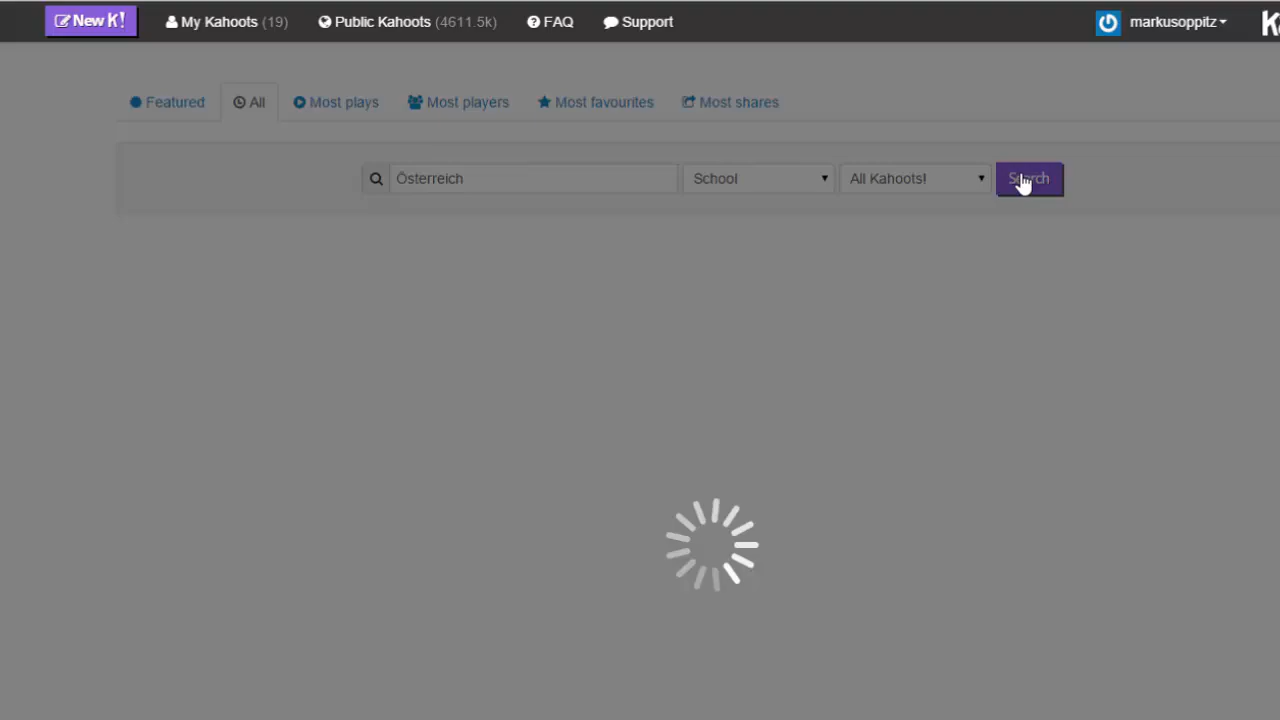 New K! My Kahoots (19) Public Kahoots (4611.5k) FAQ Support markusoppitz
Featured All Most plays Most players Most favourites Most shares
Österreich School All Kahoots! Search